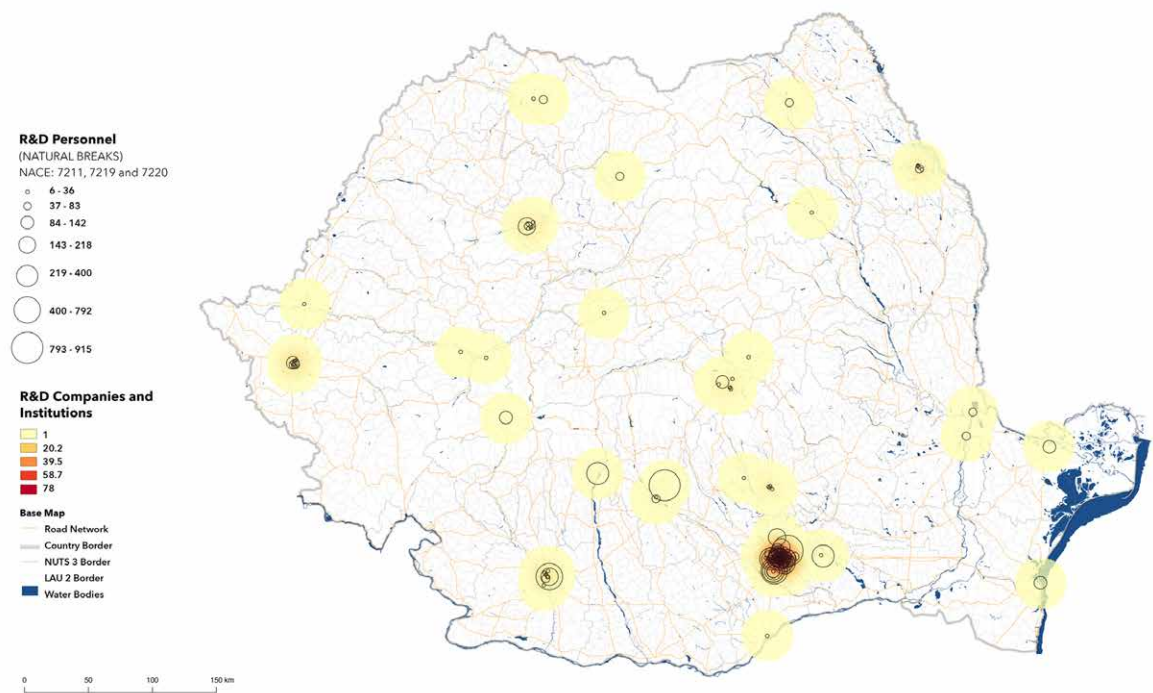 R&D Personnel
(NATURAL BREAKS)
NACE: 7211, 7219 and 7220
6 - 36
37 - 83
84 - 142
143 - 218
219 - 400
400 - 792
793 - 915
R&D Companies and
Institutions
1
20.2
39.5
58.7
78
Base Map
Road Network
Country Border
NUTS 3 Border
LAU 2 Border
Water Bodies
0 50 100 150 km